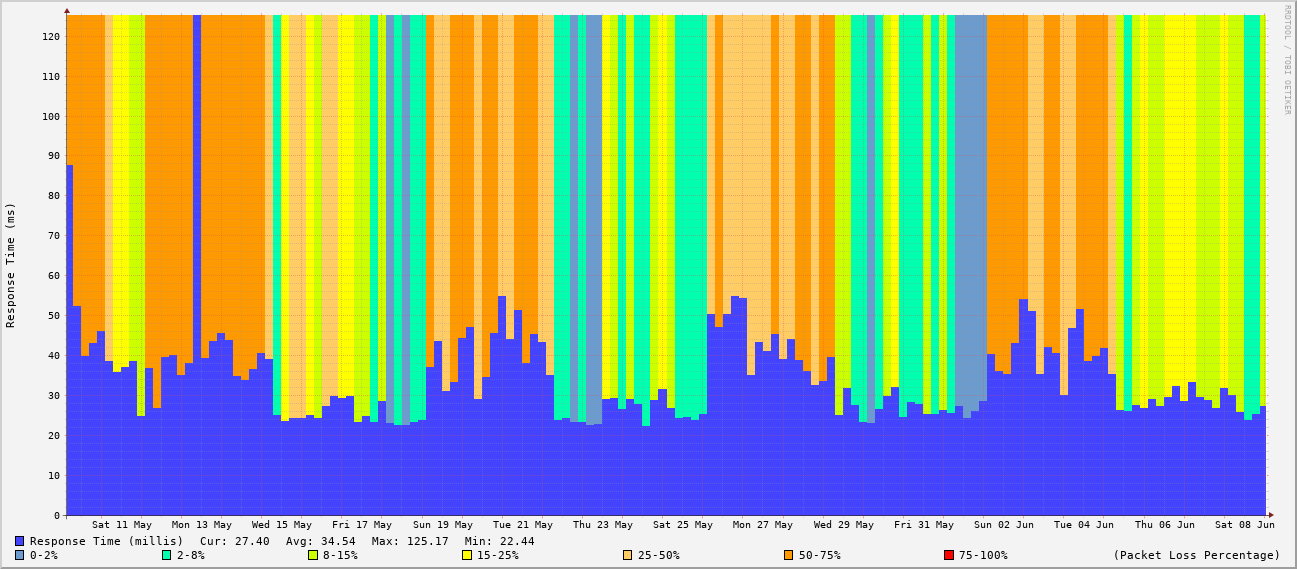 RRDTOOL / TOBI OETIKER
Response Time (ms)
120
110
100
90
80
70
60
50
40
30
20
10
0
Sat 11 May Mon 13 May Wed 15 May Fri 17 May Sun 19 May Tue 21 May Thu 23 May Sat 25 May Mon 27 May Wed 29 May Fri 31 May Sun 02 Jun Tue 04 Jun Thu 06 Jun Sat 08 Jun
Response Time (millis) Cur: 27.40 Avg: 34.54 Max: 125.17 Min: 22.44
0-2% 2-8% 8-15% 15-25% 25-50% 50-75% 75-100% (Packet Loss Percentage)